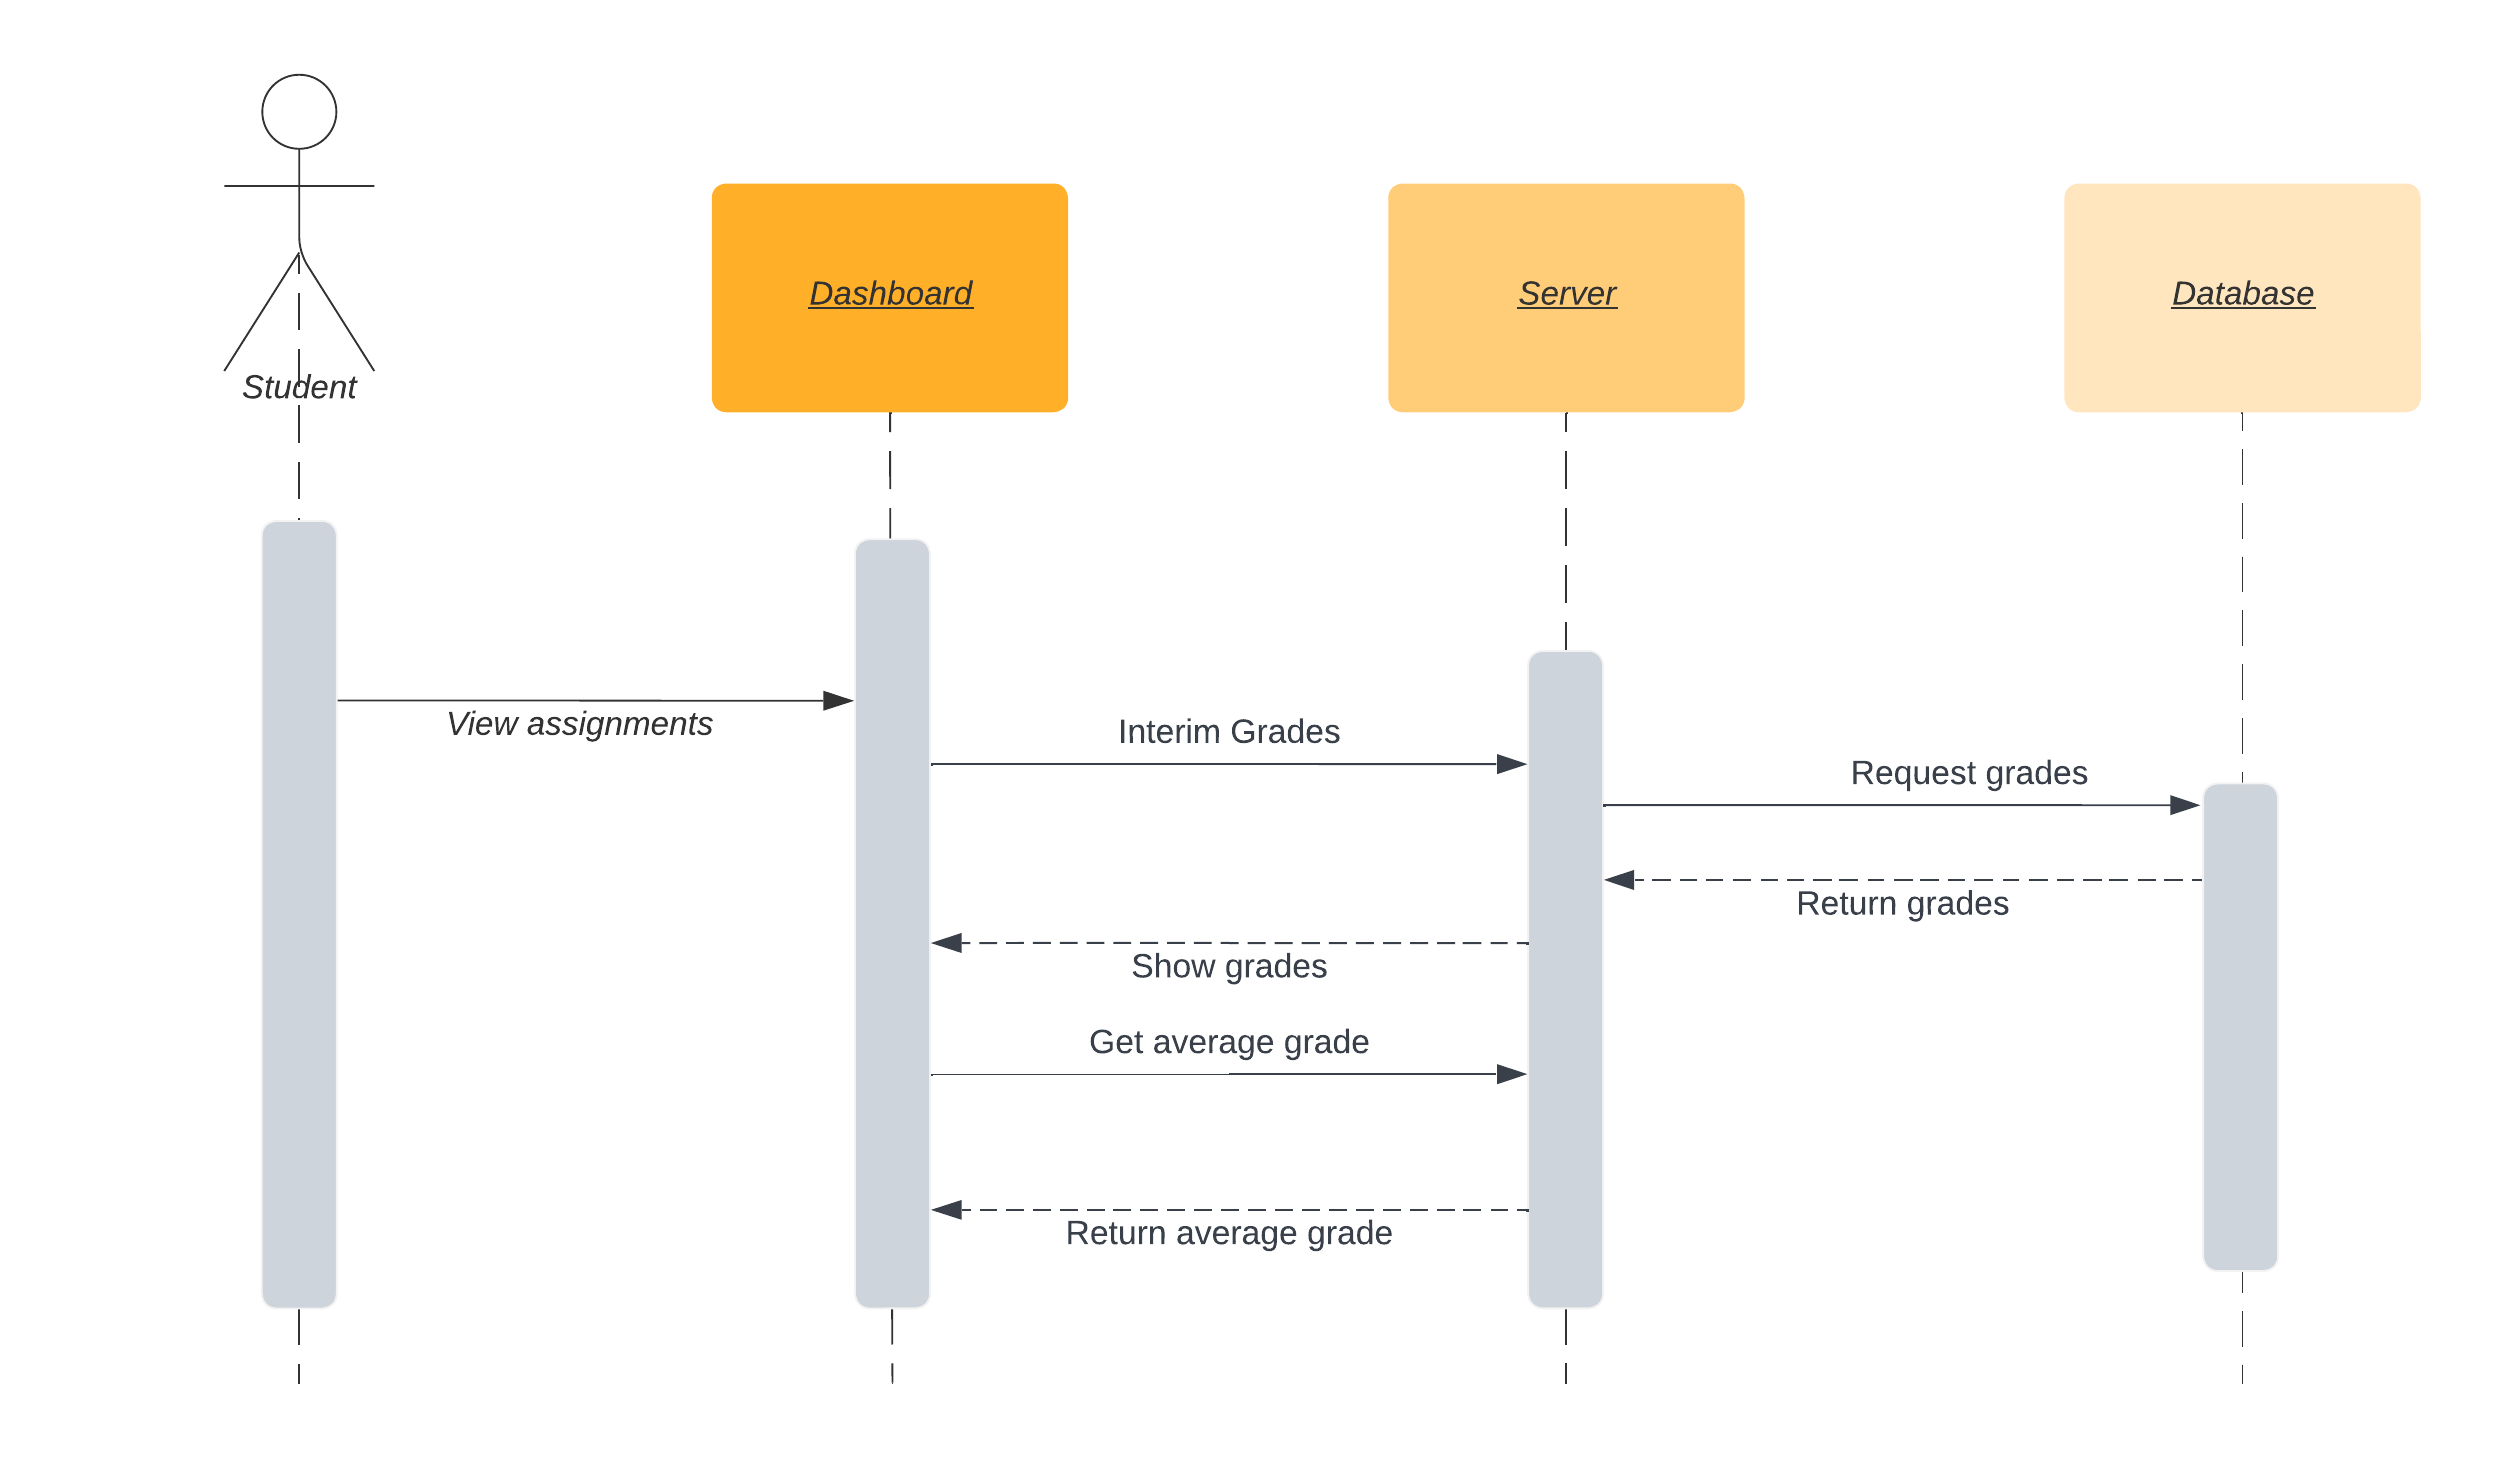 Student
Dashboard
Server
Database
View assignments
Interim Grades
Request grades
Return grades
Show grades
Get average grade
Return average grade